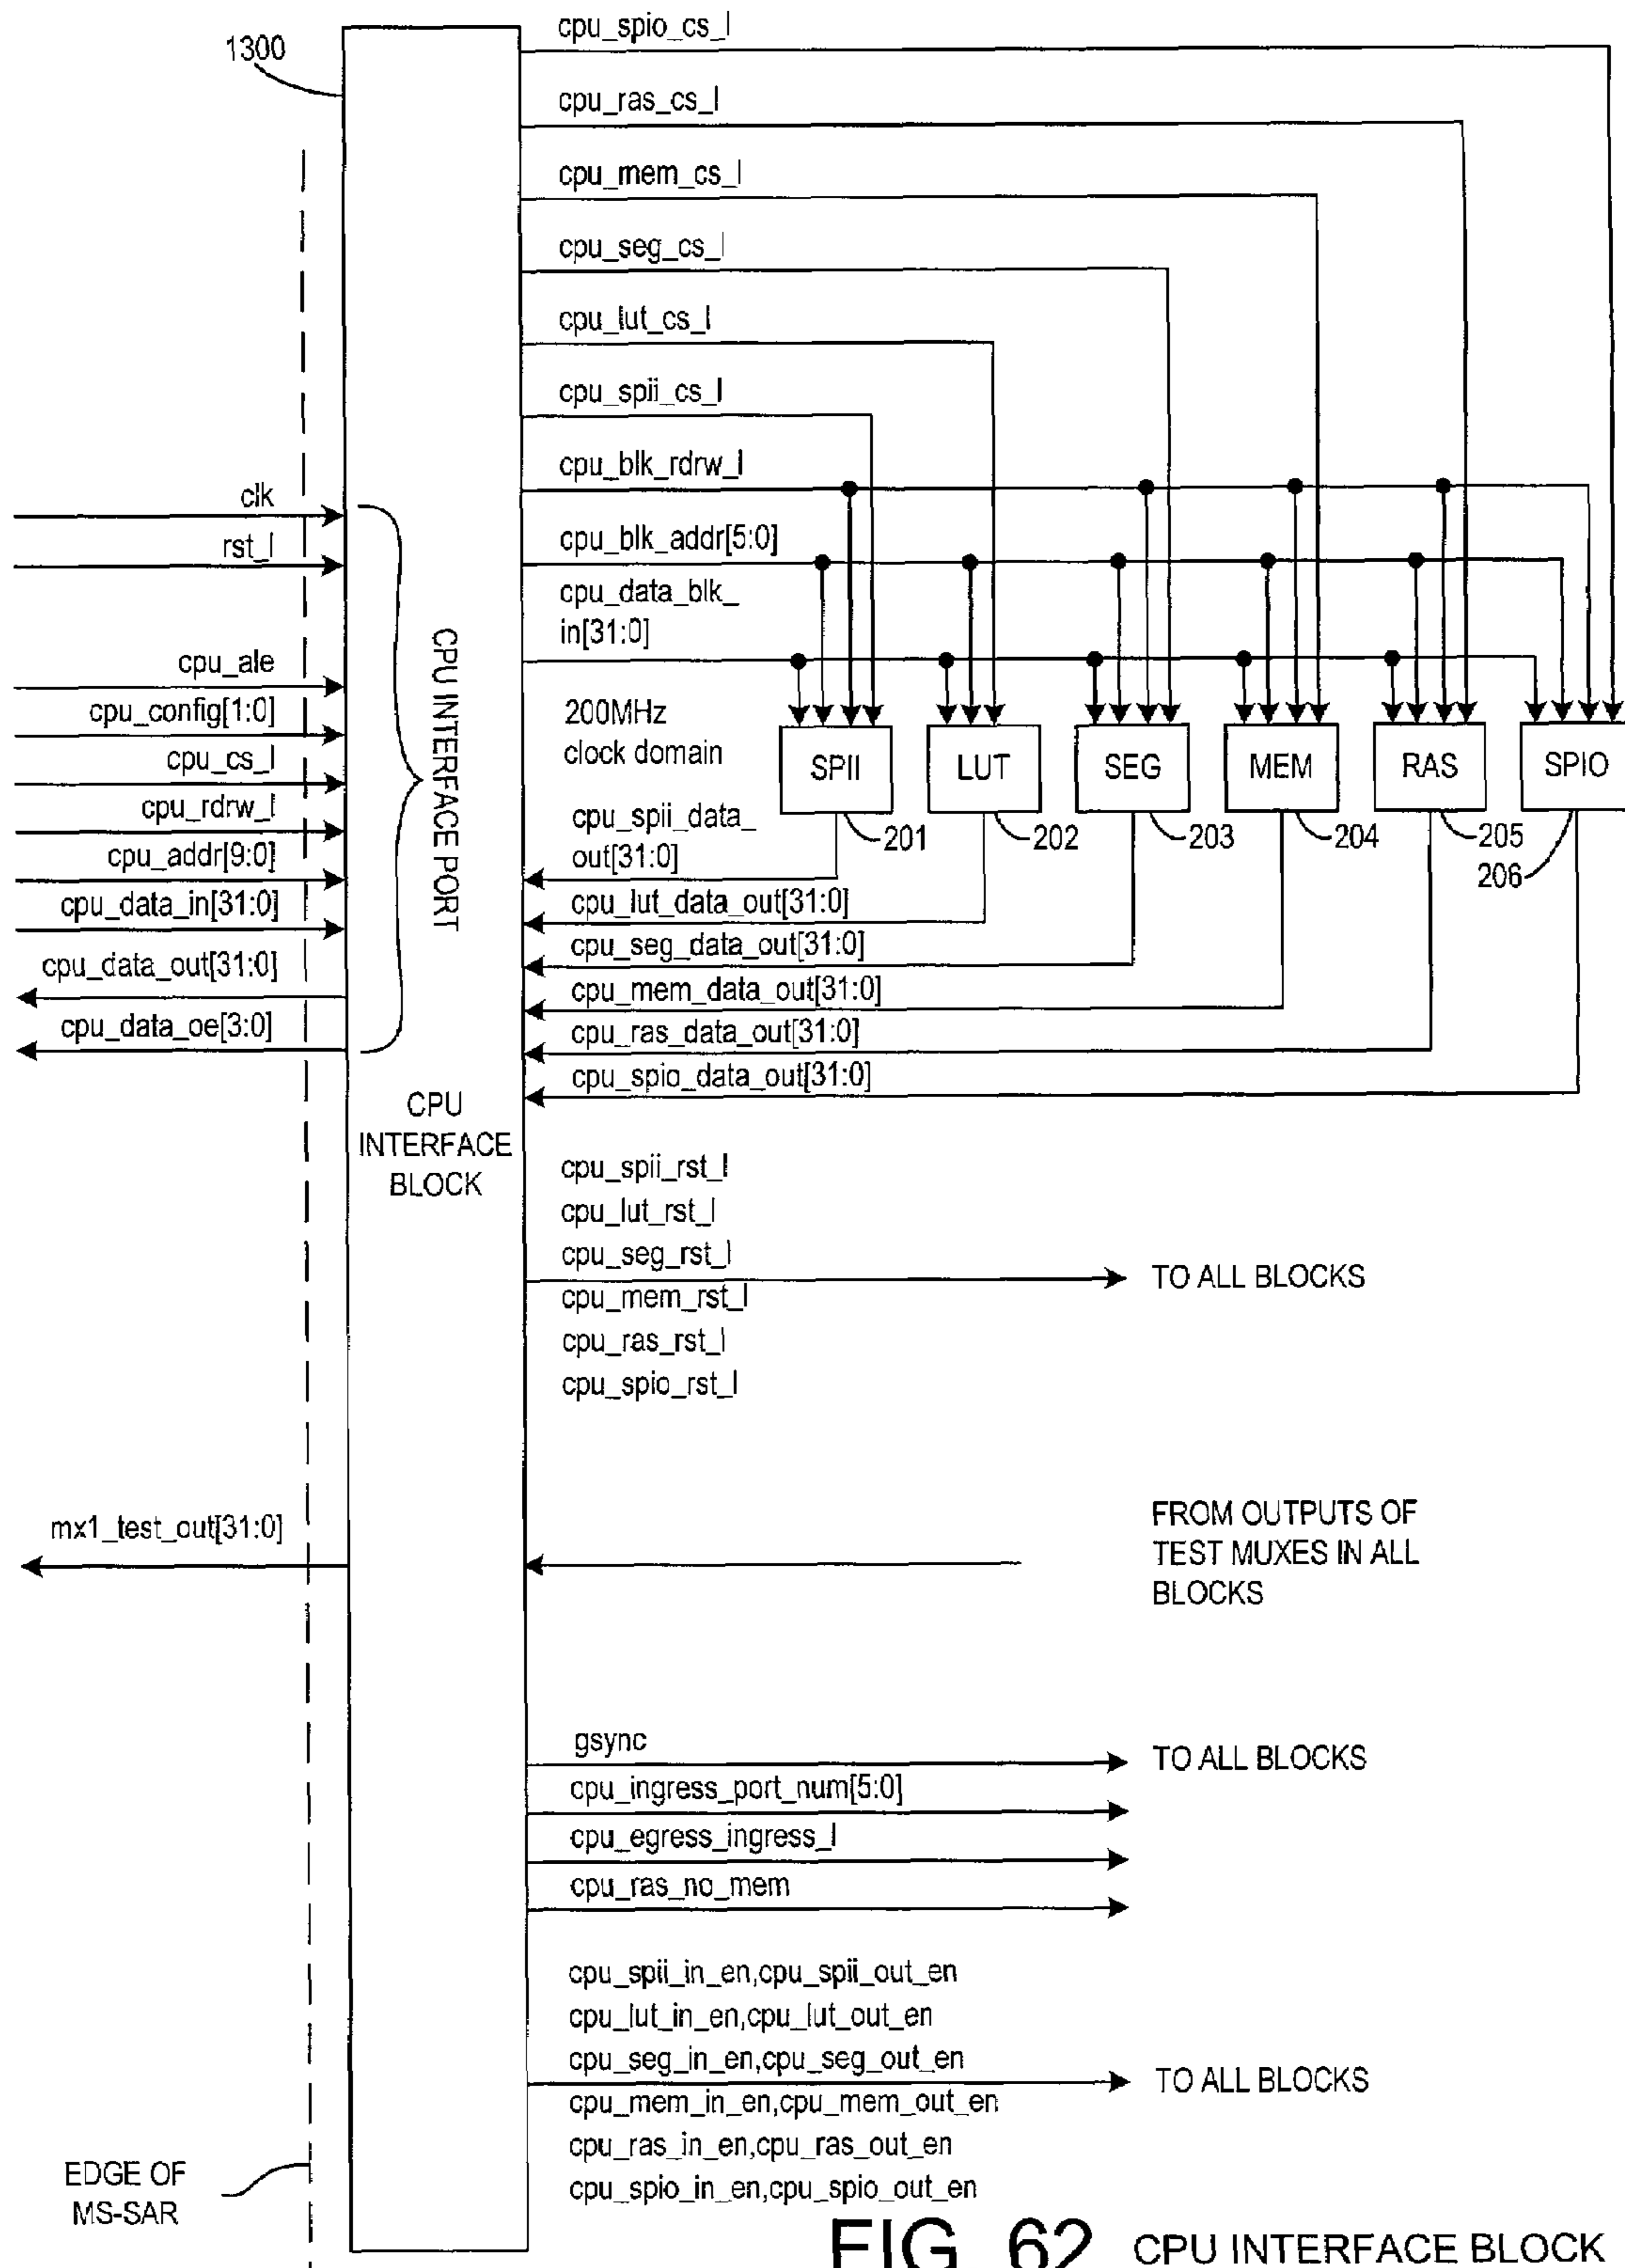 cpu_spio_cs_l
1300
cpu_ras_cs_l
cpu_mem_cs_l
cpu_seg_cs_l
cpu_lut_cs_l
cpu_spii_cs_l
cpu_blk_rdrw_l
clk
rst_l
cpu_blk_addr[5:0]
cpu_data_blk_
in[31:0]
cpu_ale
cpu_config[1:0]
cpu_cs_l
cpu_rdrw_l
cpu_addr[9:0]
cpu_data_in[31:0]
cpu_data_out[31:0]
cpu_data_oe[3:0]
CPU INTERFACE PORT
200MHz
clock domain
SPII
LUT
SEG
MEM
RAS
SPIO
201
202
203
204
205
206
cpu_spii_data_
out[31:0]
cpu_lut_data_out[31:0]
cpu_seg_data_out[31:0]
cpu_mem_data_out[31:0]
cpu_ras_data_out[31:0]
cpu_spio_data_out[31:0]
CPU
INTERFACE
BLOCK
cpu_spii_rst_l
cpu_lut_rst_l
cpu_seg_rst_l
cpu_mem_rst_l
cpu_ras_rst_l
cpu_spio_rst_l
TO ALL BLOCKS
mx1_test_out[31:0]
FROM OUTPUTS OF
TEST MUXES IN ALL
BLOCKS
gsync
TO ALL BLOCKS
cpu_ingress_port_num[5:0]
cpu_egress_ingress_l
cpu_ras_no_mem
cpu_spii_in_en,cpu_spii_out_en
cpu_lut_in_en,cpu_lut_out_en
cpu_seg_in_en,cpu_seg_out_en
cpu_mem_in_en,cpu_mem_out_en
cpu_ras_in_en,cpu_ras_out_en
cpu_spio_in_en,cpu_spio_out_en
TO ALL BLOCKS
EDGE OF
MS-SAR
FIG. 62 CPU INTERFACE BLOCK